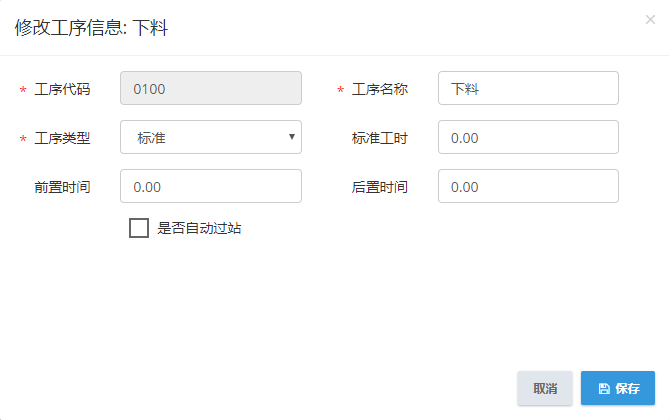 修改工序信息: 下料
×
* 工序代码 0100 * 工序名称 下料
* 工序类型 标准 标准工时 0.00
前置时间 0.00 后置时间 0.00
是否自动过站
取消 保存